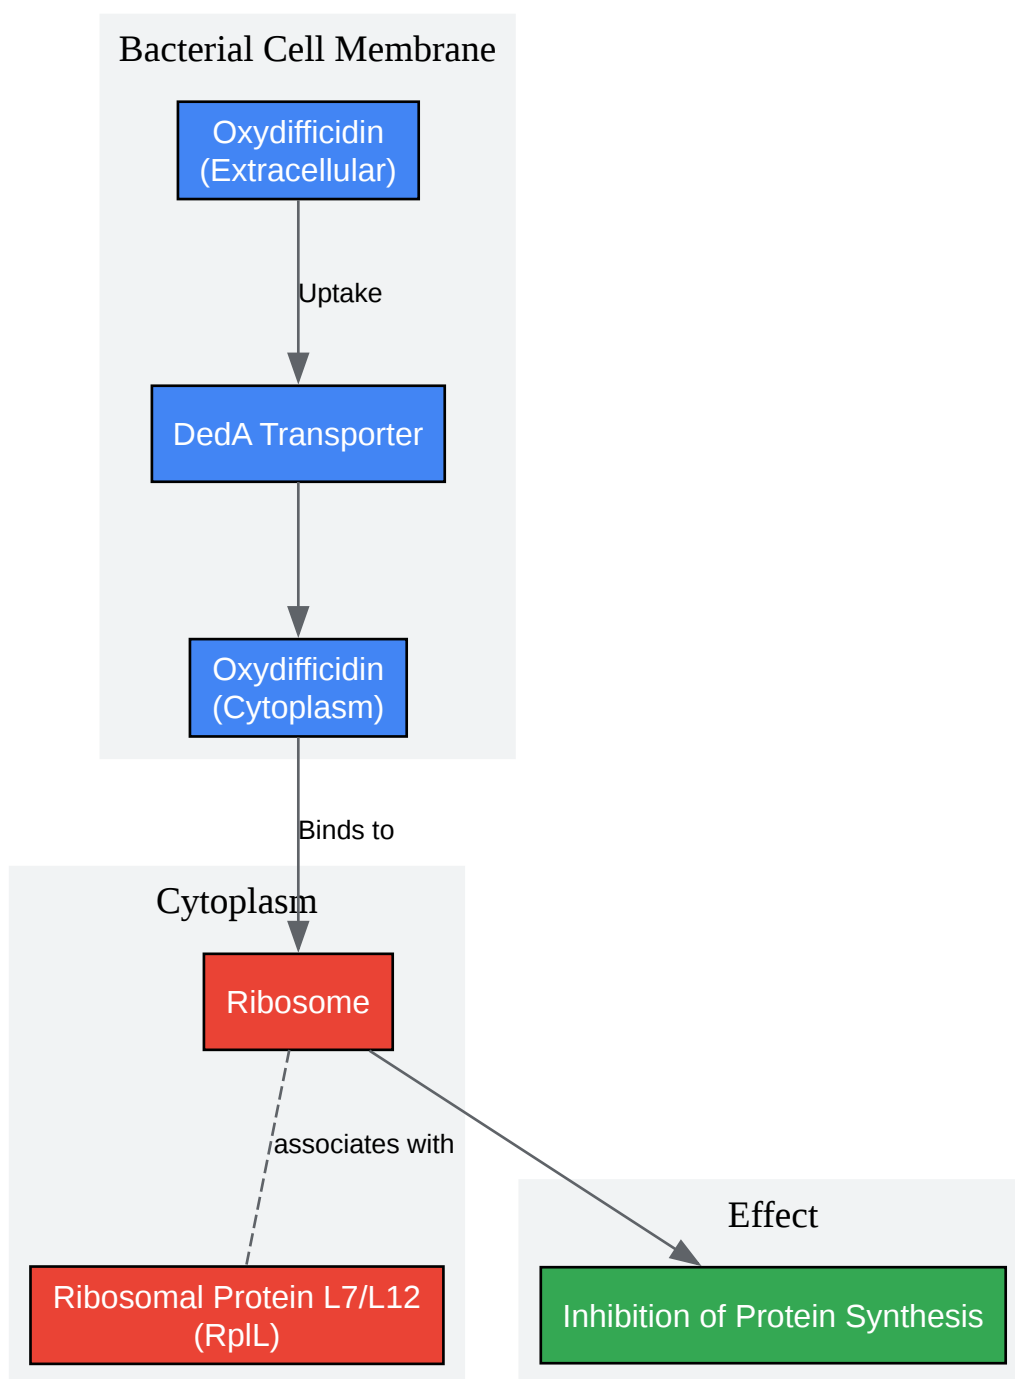 Bacterial Cell Membrane
Oxydifficidin
(Extracellular)
Uptake
DedA Transporter
Oxydifficidin
(Cytoplasm)
Binds to
Cytoplasm
Ribosome
associates with
Effect
Ribosomal Protein L7/L12
(RplL)
Inhibition of Protein Synthesis